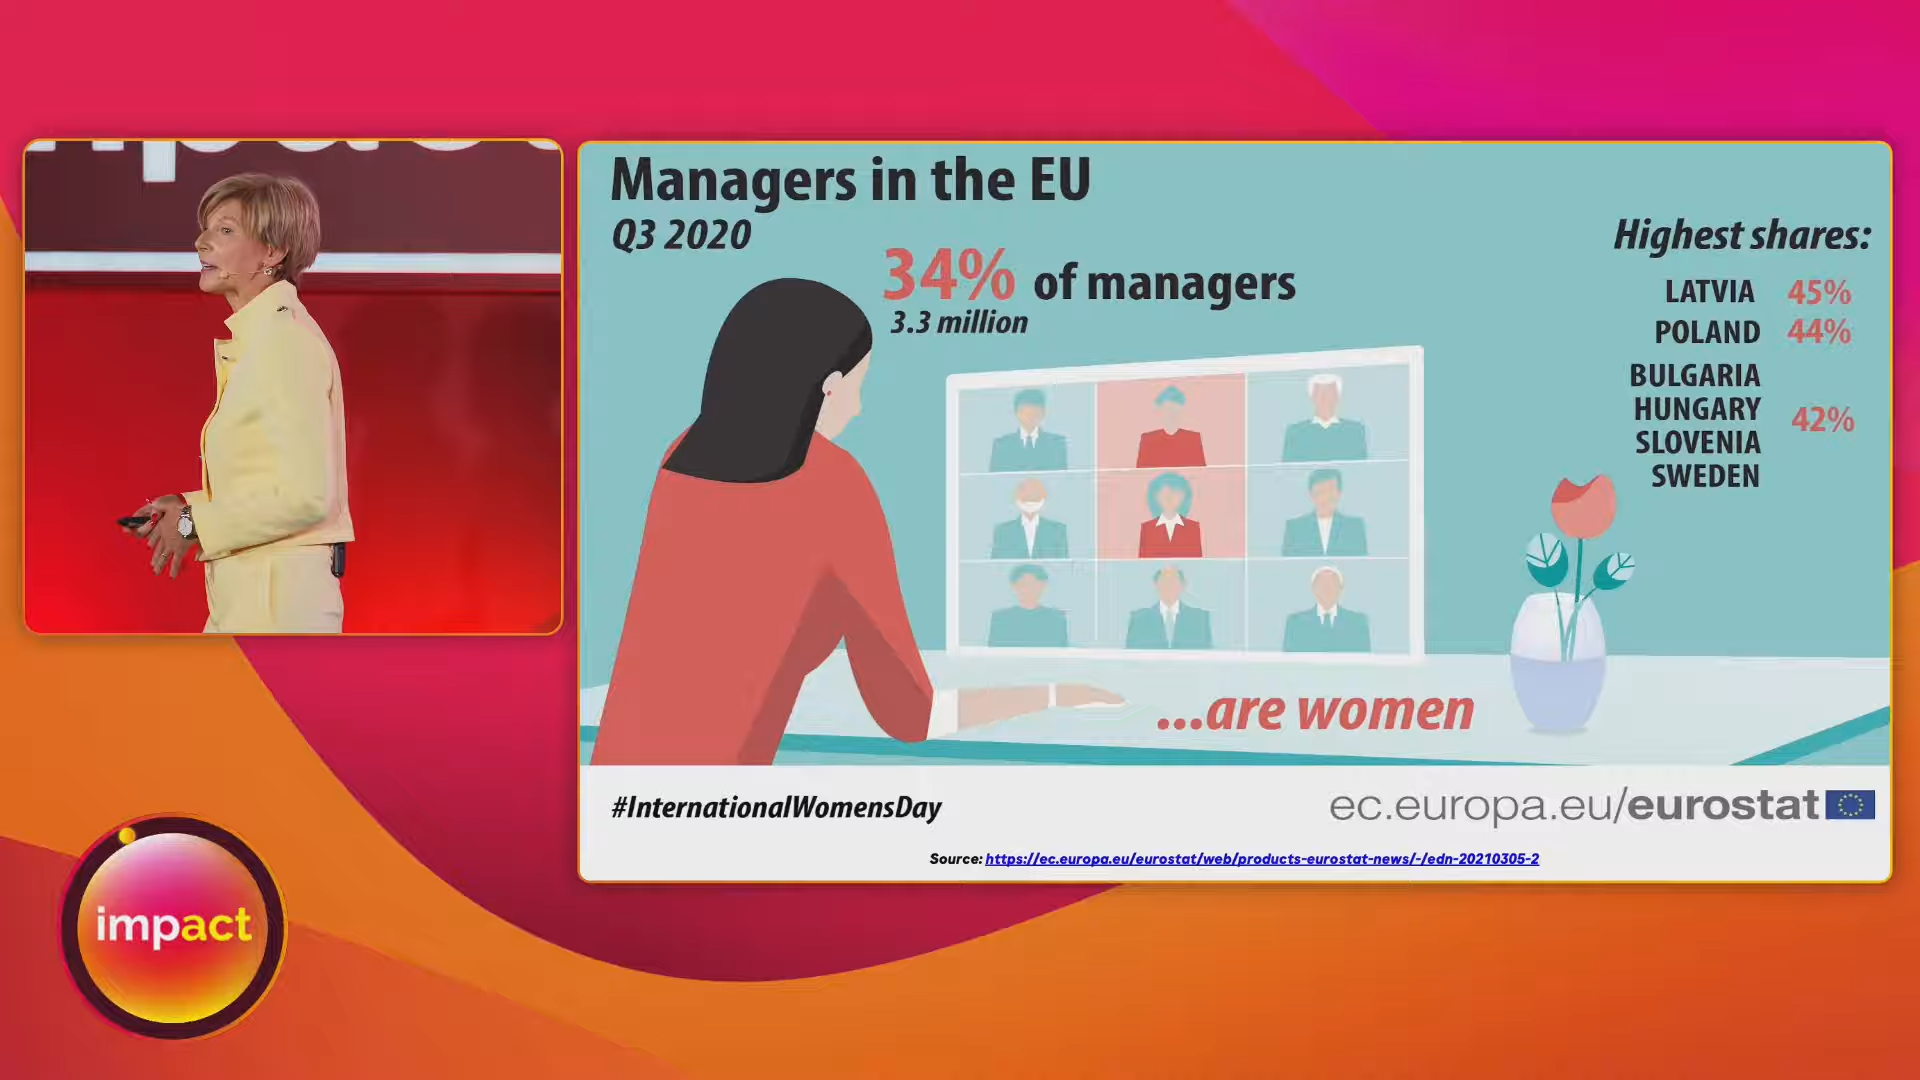 Managers in the EU
Q3 2020
34% of managers
3.3 million
...are women
Highest shares:
LATVIA 45%
POLAND 44%
BULGARIA
HUNGARY
SLOVENIA
SWEDEN
42%
#InternationalWomensDay
ec.europa.eu/eurostat
Source: https://ec.europa.eu/eurostat/web/products-eurostat-news/-/edn-20210305-2
impact